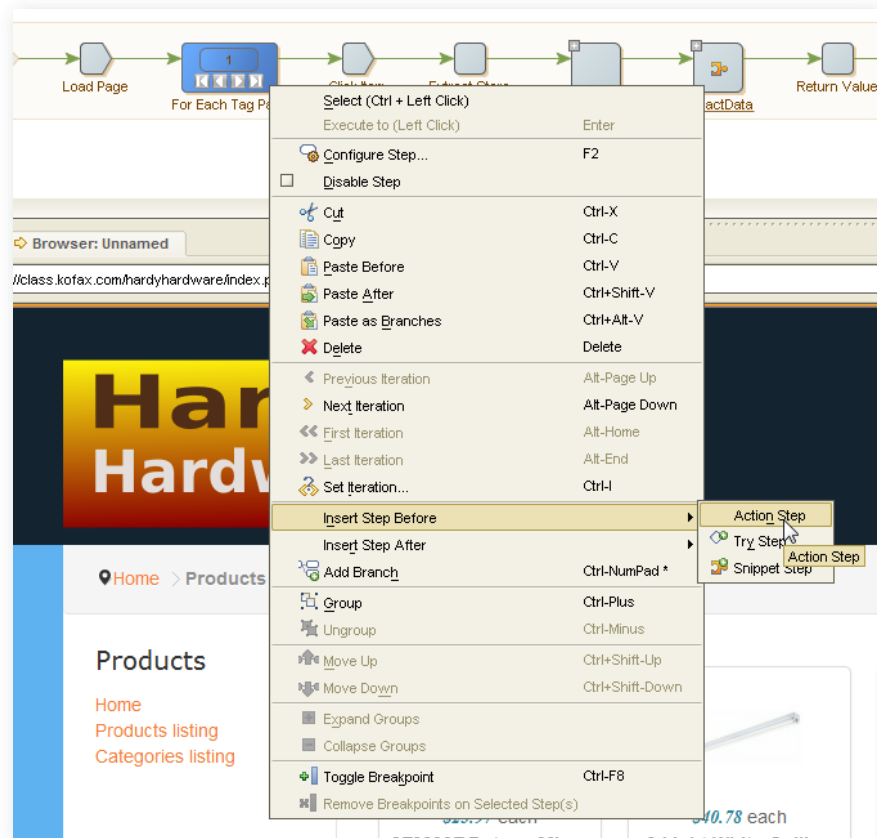 1
Load Page
For Each Tag Pa
actData
Return Value
Select (Ctrl + Left Click)
Execute to (Left Click) Enter
Configure Step... F2
Disable Step
Cut Ctrl-X
Copy Ctrl-C
Paste Before Ctrl-V
Paste After Ctrl+Shift-V
Paste as Branches Ctrl+Alt-V
Delete Delete
Previous Iteration Alt-Page Up
Next Iteration Alt-Page Down
First Iteration Alt-Home
Last Iteration Alt-End
Set Iteration... Ctrl-I
Insert Step Before
Insert Step After
Add Branch Ctrl-NumPad *
Group Ctrl-Plus
Ungroup Ctrl-Minus
Move Up Ctrl+Shift-Up
Move Down Ctrl+Shift-Down
Expand Groups
Collapse Groups
Toggle Breakpoint Ctrl-F8
Remove Breakpoints on Selected Step(s)
Action Step
Try Step
Action Step
Snippet Step
Browser: Unnamed
//class.kofax.com/hardyhardware/index.p
Har
Hardw
Home > Products
Products
Home
Products listing
Categories listing
each
$40.78 each